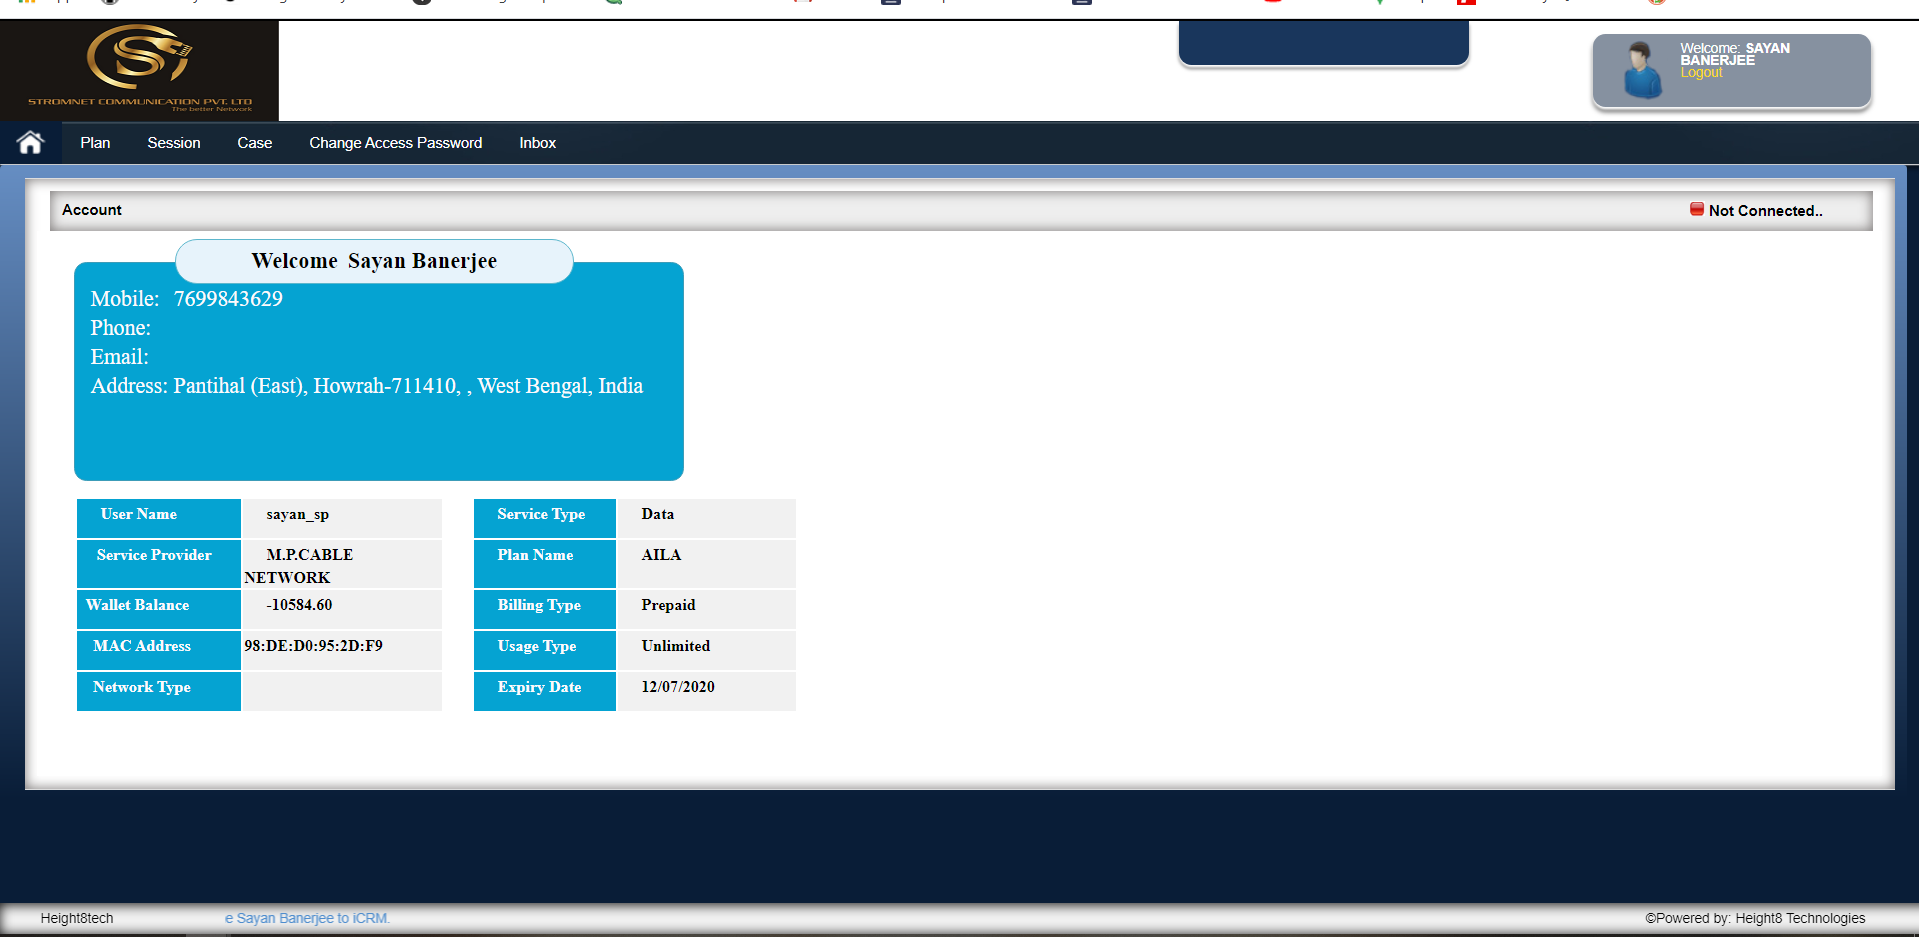 STROMNET COMMUNICATION PVT. LTD
The better Network
Welcome: SAYAN
BANERJEE
Logout
Plan Session Case Change Access Password Inbox
Account
Not Connected..
Welcome Sayan Banerjee
Mobile: 7699843629
Phone:
Email:
Address: Pantihal (East), Howrah-711410, , West Bengal, India
User Name sayan_sp Service Type Data
Service Provider M.P.CABLE NETWORK Plan Name AILA
Wallet Balance -10584.60 Billing Type Prepaid
MAC Address 98:DE:D0:95:2D:F9 Usage Type Unlimited
Network Type Expiry Date 12/07/2020
Height8tech e Sayan Banerjee to iCRM. ©Powered by: Height8 Technologies